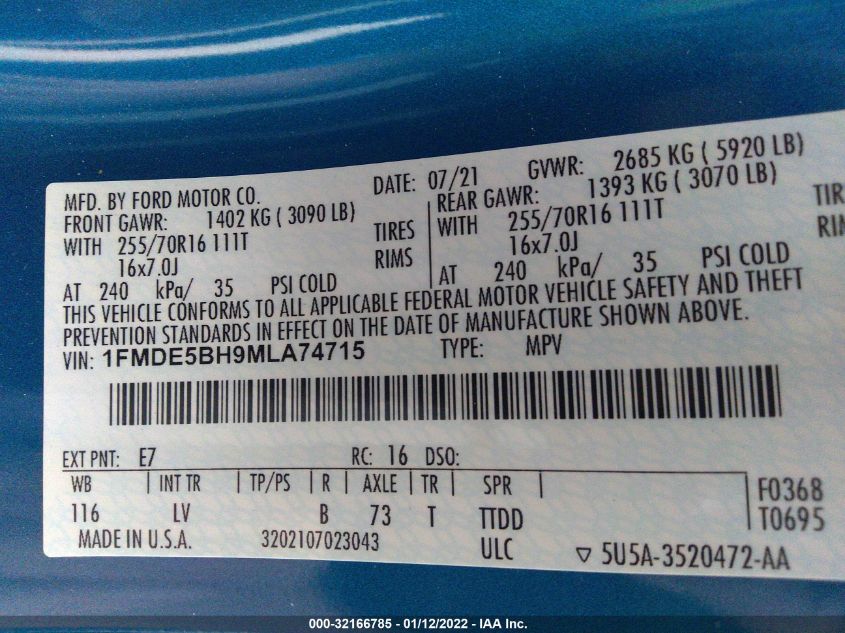 MFD. BY FORD MOTOR CO. DATE: 07/21 GVWR: 2685 KG ( 5920 LB)
FRONT GAWR: 1402 KG ( 3090 LB) REAR GAWR: 1393 KG ( 3070 LB)
WITH 255/70R16 111T TIRES WITH 255/70R16 111T
16x7.0J RIMS 16x7.0J
AT 240 kPa/ 35 PSI COLD AT 240 kPa/ 35 PSI COLD
THIS VEHICLE CONFORMS TO ALL APPLICABLE FEDERAL MOTOR VEHICLE SAFETY AND THEFT
PREVENTION STANDARDS IN EFFECT ON THE DATE OF MANUFACTURE SHOWN ABOVE.
VIN: 1FMDE5BH9MLA74715 TYPE: MPV
EXT PNT: E7 RC: 16 DSO:
WB INT TR TP/PS R AXLE TR SPR F0368
116 LV B 73 T TTDD T0695
MADE IN U.S.A. 3202107023043 ULC 5U5A-3520472-AA
000-32166785 - 01/12/2022 - IAA Inc.